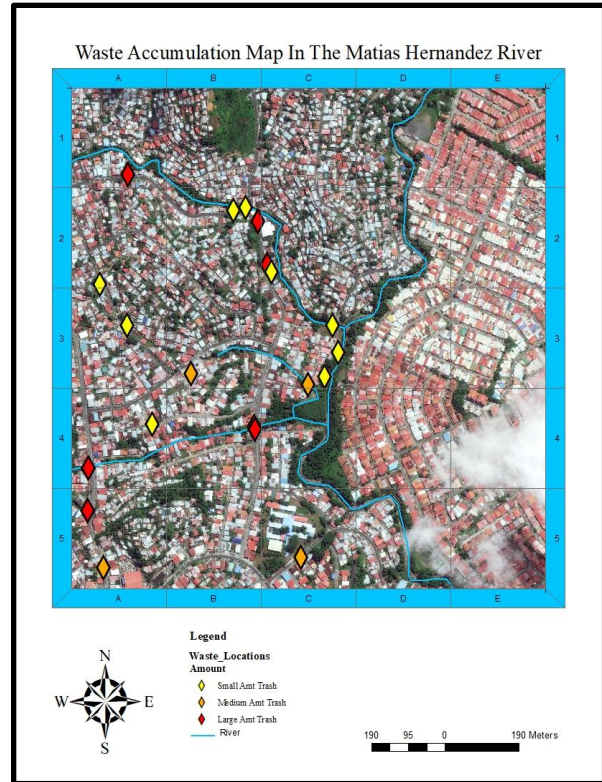 Waste Accumulation Map In The Matias Hernandez River
A B C D E
1 1
2 2
3 3
4 4
5 5
A B C D E
N
W E
S
Legend
Waste_Locations
Amount
Small Amt Trash
Medium Amt Trash
Large Amt Trash
River
190 95 0 190 Meters